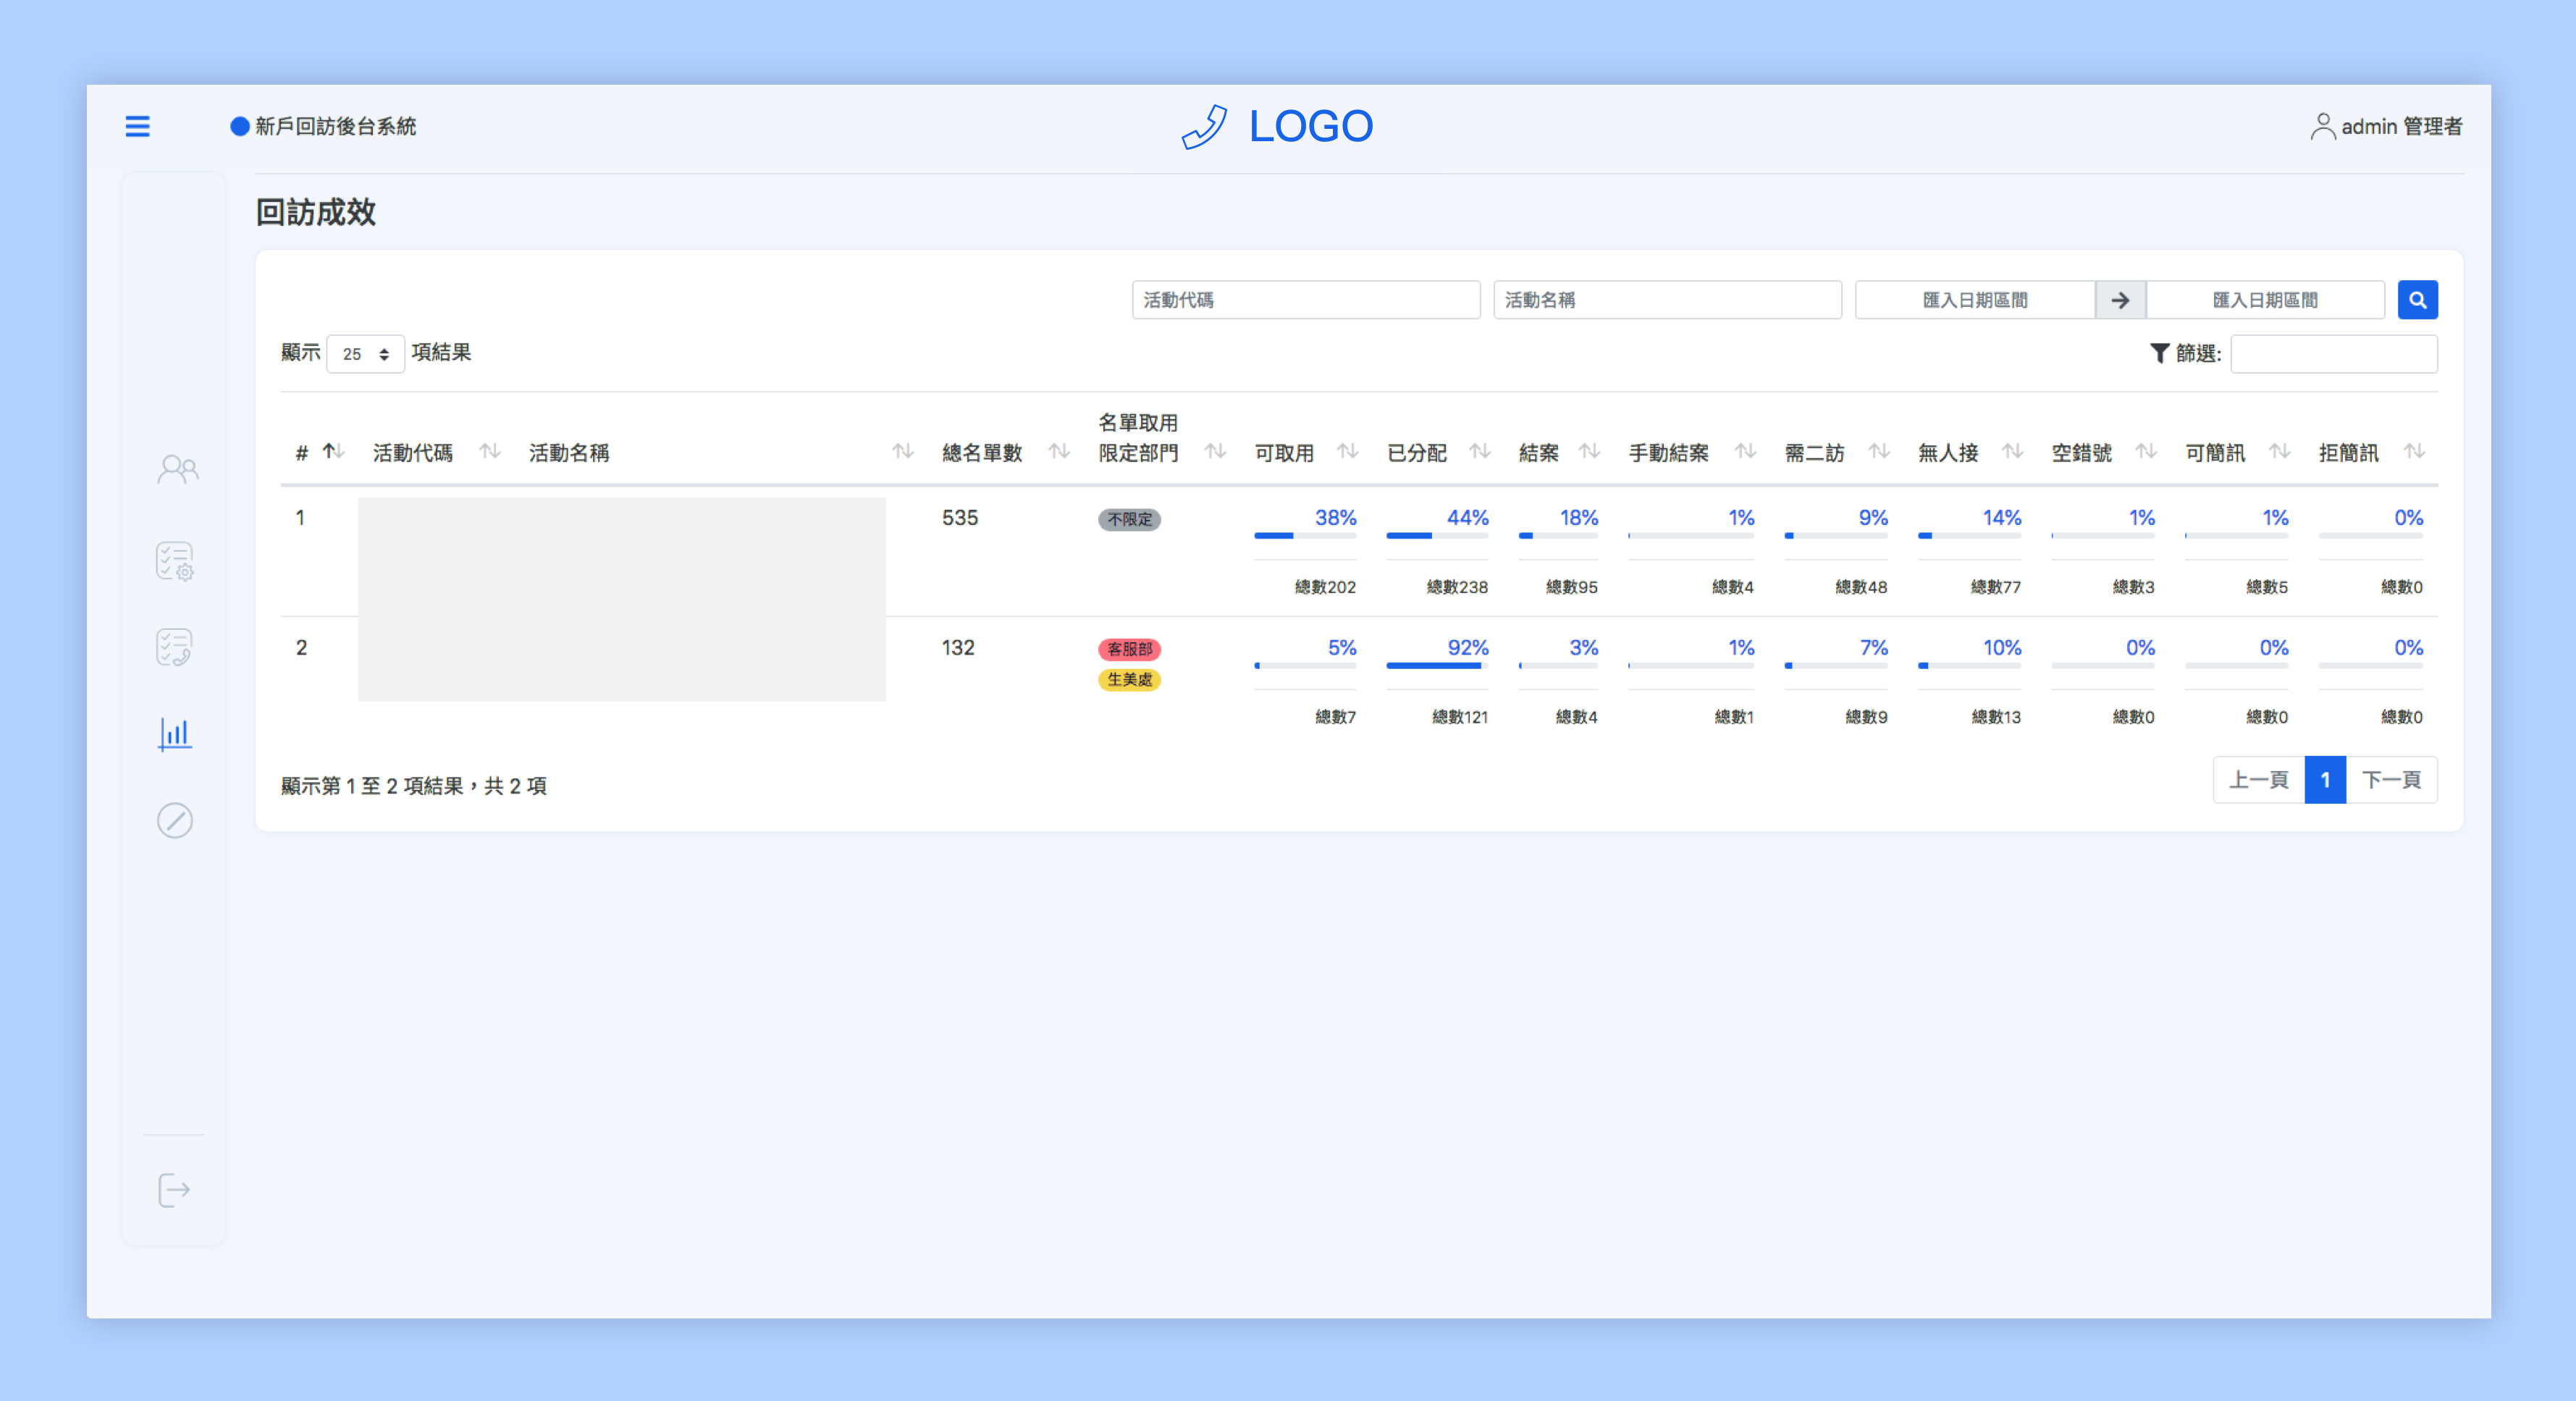 新戶回訪後台系統
LOGO
admin 管理者
回訪成效
活動代碼 活動名稱 匯入日期區間 → 匯入日期區間
顯示 25 項結果
篩選:
# 活動代碼 活動名稱 總名單數 名單取用 限定部門 可取用 已分配 結案 手動結案 需二訪 無人接 空錯號 可簡訊 拒簡訊
1 535 不限定 38% 44% 18% 1% 9% 14% 1% 1% 0%
總數202 總數238 總數95 總數4 總數48 總數77 總數3 總數5 總數0
2 132 客服部 5% 92% 3% 1% 7% 10% 0% 0% 0%
生美處
總數7 總數121 總數4 總數1 總數9 總數13 總數0 總數0 總數0
顯示第 1 至 2 項結果，共 2 項
上一頁 1 下一頁